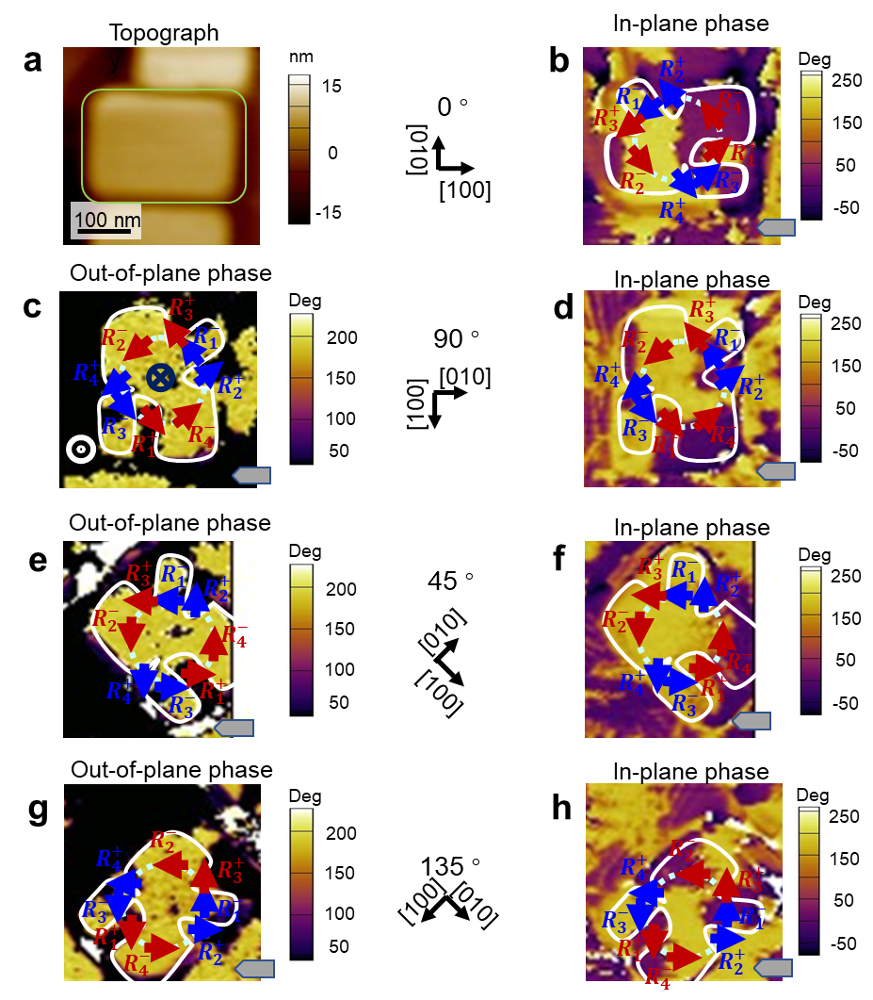 Topography
a
nm
15
0
-15
100 nm
0 °
[010]
[100]
In-plane phase
b
Deg
250
150
50
-50
R₂⁺
R₁⁻
R₃⁺
R₄⁻
R₂⁻
R₁⁺
R₃⁻
R₄⁺
Out-of-plane phase
c
Deg
200
150
100
50
R₃⁺
R₁⁻
R₂⁻
R₄⁺
R₂⁺
R₃⁻
R₁⁺
R₄⁻
90 °
[010]
[100]
In-plane phase
d
Deg
250
150
50
-50
R₃⁺
R₂⁻
R₁⁻
R₄⁺
R₂⁺
R₃⁻
R₁⁺
R₄⁻
Out-of-plane phase
e
Deg
200
150
100
50
R₃⁺
R₁⁻
R₂⁺
R₂⁻
R₄⁻
R₄⁺
R₃⁻
R₁⁺
45 °
[010]
[100]
In-plane phase
f
Deg
250
150
50
-50
R₃⁺
R₁⁻
R₂⁺
R₂⁻
R₄⁻
R₄⁺
R₃⁻
R₁⁺
Out-of-plane phase
g
Deg
200
150
100
50
R₂⁻
R₄⁺
R₃⁺
R₃⁻
R₁⁻
R₁⁺
R₂⁺
R₄⁻
135 °
[100]
[010]
In-plane phase
h
Deg
250
150
50
-50
R₂⁻
R₄⁺
R₃⁺
R₃⁻
R₁⁻
R₁⁺
R₂⁺
R₄⁻